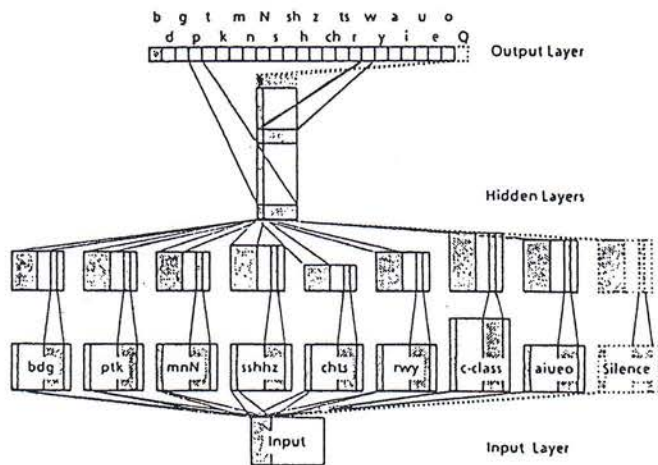 b g t m N sh z ts w a u o
d p k n s h ch r y i e Q
Output Layer
Hidden Layers
bdg ptk mnN sshhz chts rwy c-class aiueo Silence
Input
Input Layer